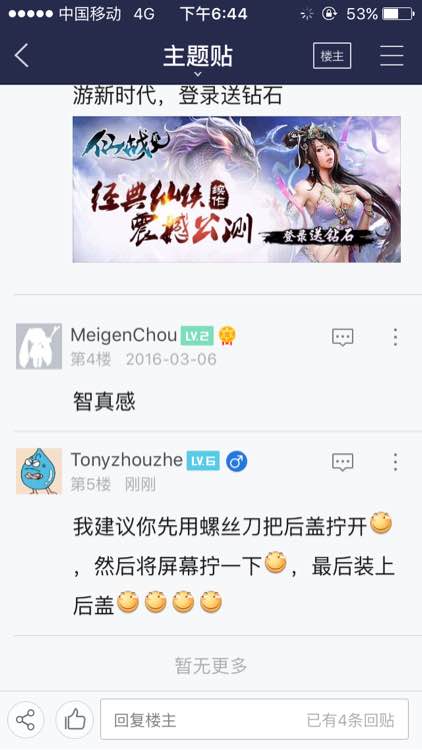 中国移动 4G 下午6:44 53%
主题贴 楼主
游新时代，登录送钻石
仙战
经典仙侠续作
震撼公测
登录送钻石
MeigenChou LV.2
第4楼 2016-03-06
智真感
Tonyzhouzhe LV.6
第5楼 刚刚
我建议你先用螺丝刀把后盖拧开
，然后将屏幕拧一下，最后装上
后盖
暂无更多
回复楼主 已有4条回贴